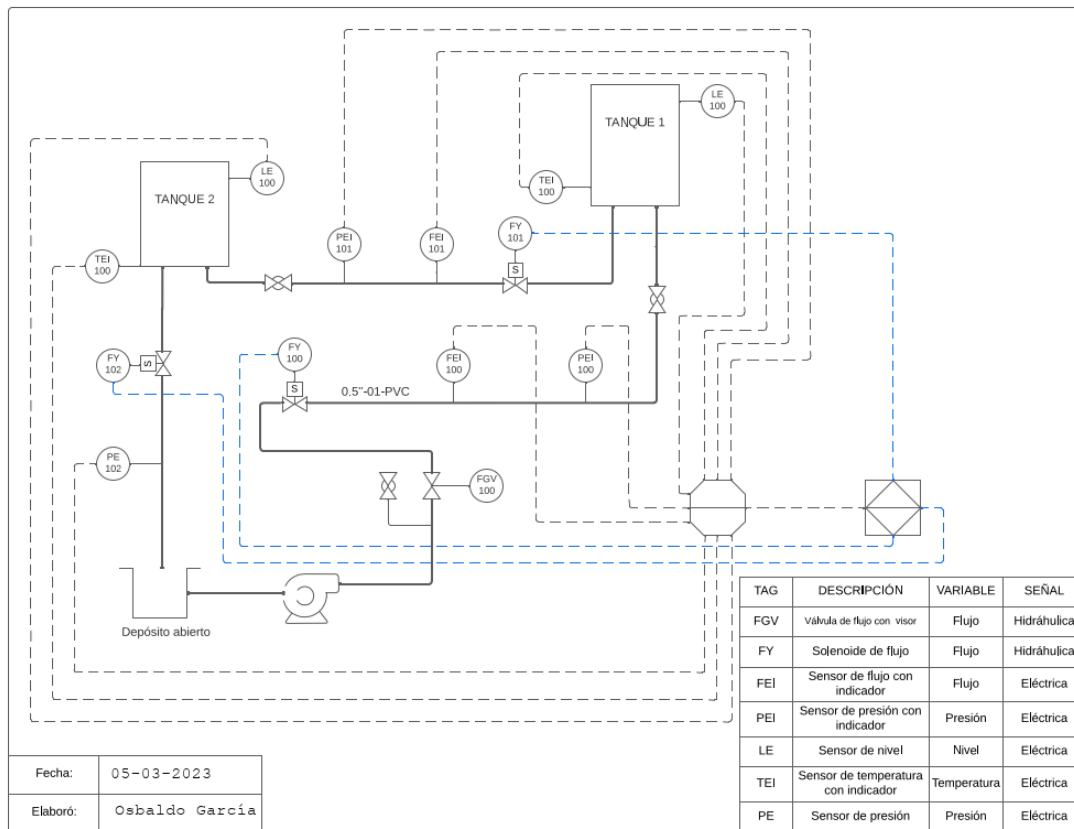 LE
100
TANQUE 1
TEI
100
LE
100
TANQUE 2
PEI
101
FEI
101
FY
101
S
TEI
100
FY
102
S
FY
100
S
FEI
100
PEI
100
0.5"-01-PVC
PE
102
FGV
100
Depósito abierto
TAG DESCRIPCIÓN VARIABLE SEÑAL
FGV Válvula de flujo con visor Flujo Hidráhulica
FY Solenoide de flujo Flujo Hidráhulica
FEI Sensor de flujo con indicador Flujo Eléctrica
PEI Sensor de presión con indicador Presión Eléctrica
LE Sensor de nivel Nivel Eléctrica
TEI Sensor de temperatura con indicador Temperatura Eléctrica
PE Sensor de presión Presión Eléctrica
Fecha: 05-03-2023
Elaboró: Osbaldo García